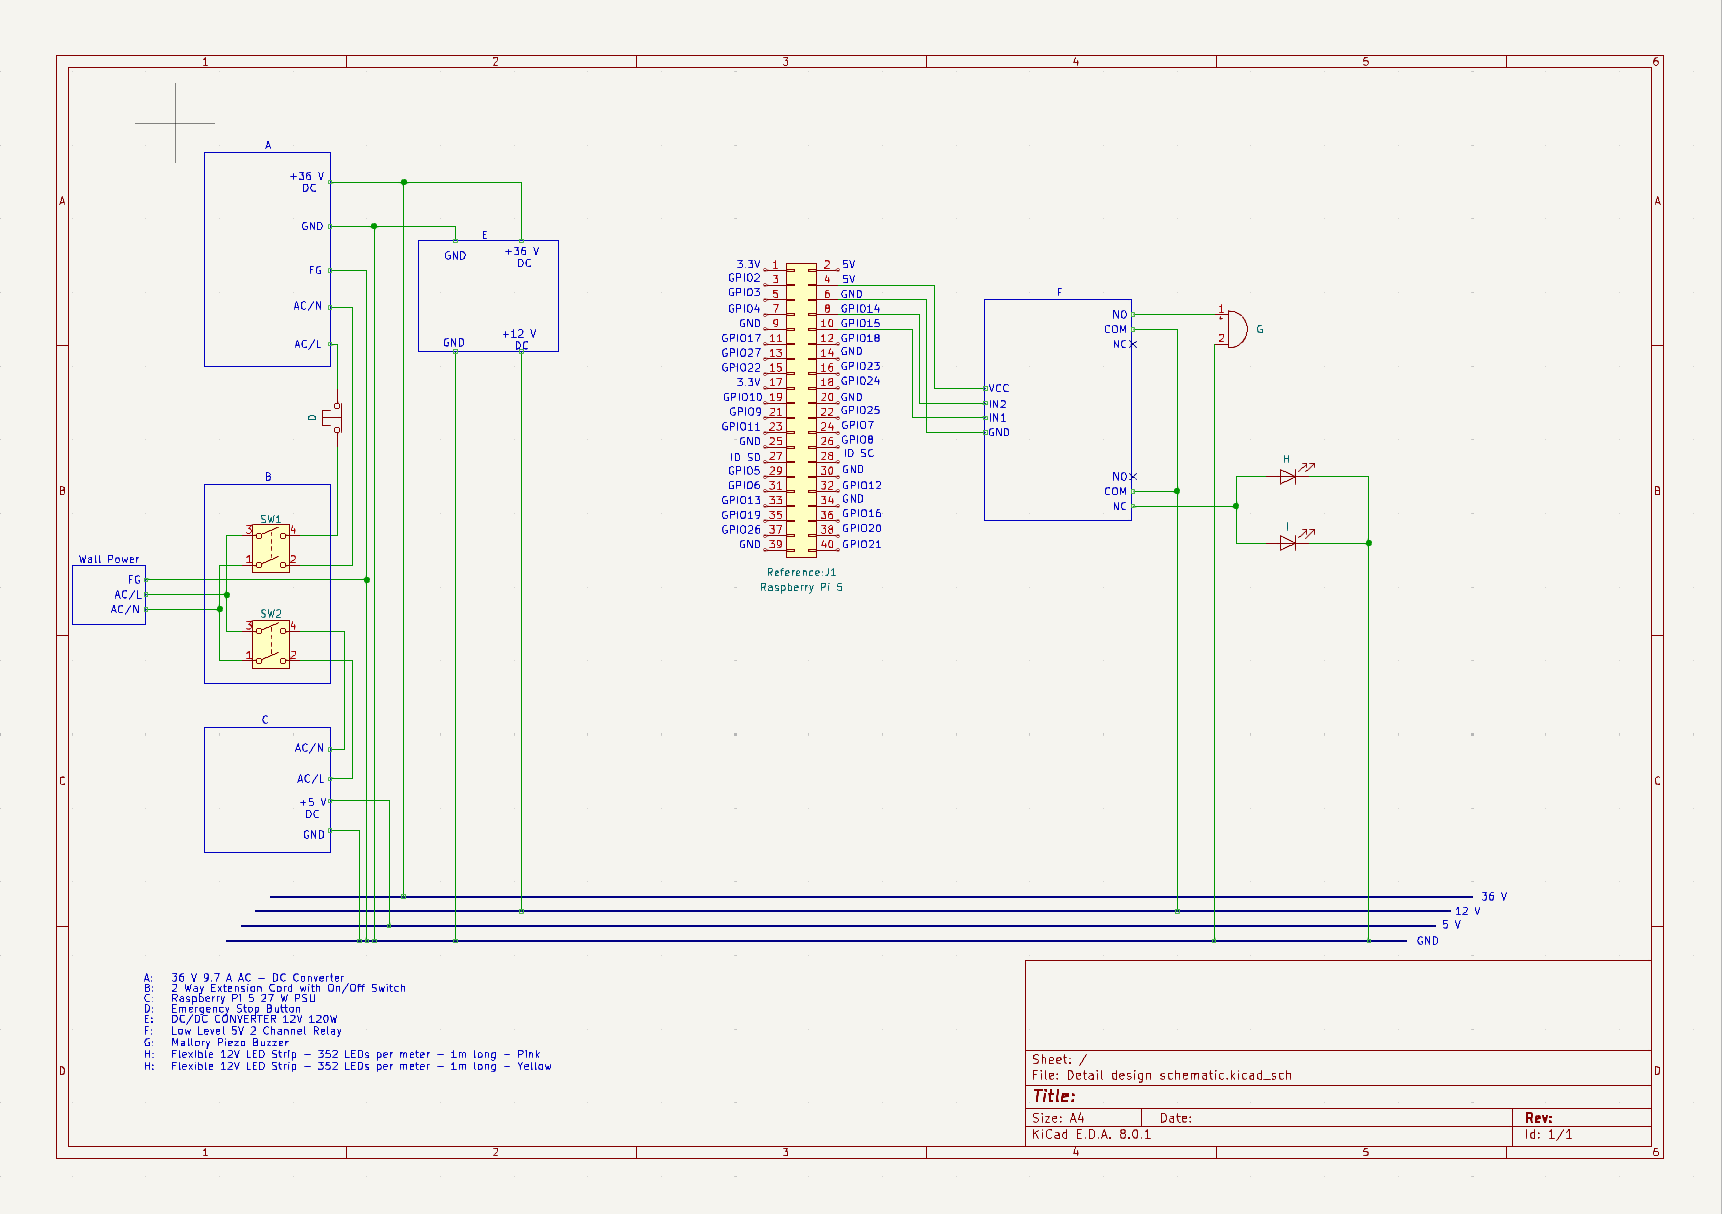 1 2 3 4 5 6
A
B
C
D
A
B
C
D
A
+36 V
DC
GND
FG
AC/N
AC/L
D
E
GND
+36 V
DC
GND
+12 V
DC
B
SW1
3 4
1 2
SW2
3 4
1 2
Wall Power
FG
AC/L
AC/N
C
AC/N
AC/L
+5 V
DC
GND
3.3V 1 2 5V
GPIO2 3 4 5V
GPIO3 5 6 GND
GPIO4 7 8 GPIO14
GND 9 10 GPIO15
GPIO17 11 12 GPIO18
GPIO27 13 14 GND
GPIO22 15 16 GPIO23
3.3V 17 18 GPIO24
GPIO10 19 20 GND
GPIO9 21 22 GPIO25
GPIO11 23 24 GPIO7
GND 25 26 GPIO8
ID SD 27 28 ID SC
GPIO5 29 30 GND
GPIO6 31 32 GPIO12
GPIO13 33 34 GND
GPIO19 35 36 GPIO16
GPIO26 37 38 GPIO20
GND 39 40 GPIO21
Reference:J1
Raspberry Pi 5
F
NO
COM
NC
VCC
IN2
IN1
GND
NO
COM
NC
1
+
2
G
H
I
36 V
12 V
5 V
GND
A: 36 V 9.7 A AC – DC Converter
B: 2 Way Extension Cord with On/Off Switch
C: Raspberry Pi 5 27 W PSU
D: Emergency Stop Button
E: DC/DC CONVERTER 12V 120W
F: Low Level 5V 2 Channel Relay
G: Mallory Piezo Buzzer
H: Flexible 12V LED Strip – 352 LEDs per meter – 1m long – Pink
H: Flexible 12V LED Strip – 352 LEDs per meter – 1m long – Yellow
Sheet: /
File: Detail design schematic.kicad_sch
Title:
Size: A4 Date: Rev:
KiCad E.D.A. 8.0.1 Id: 1/1
1 2 3 4 5 6